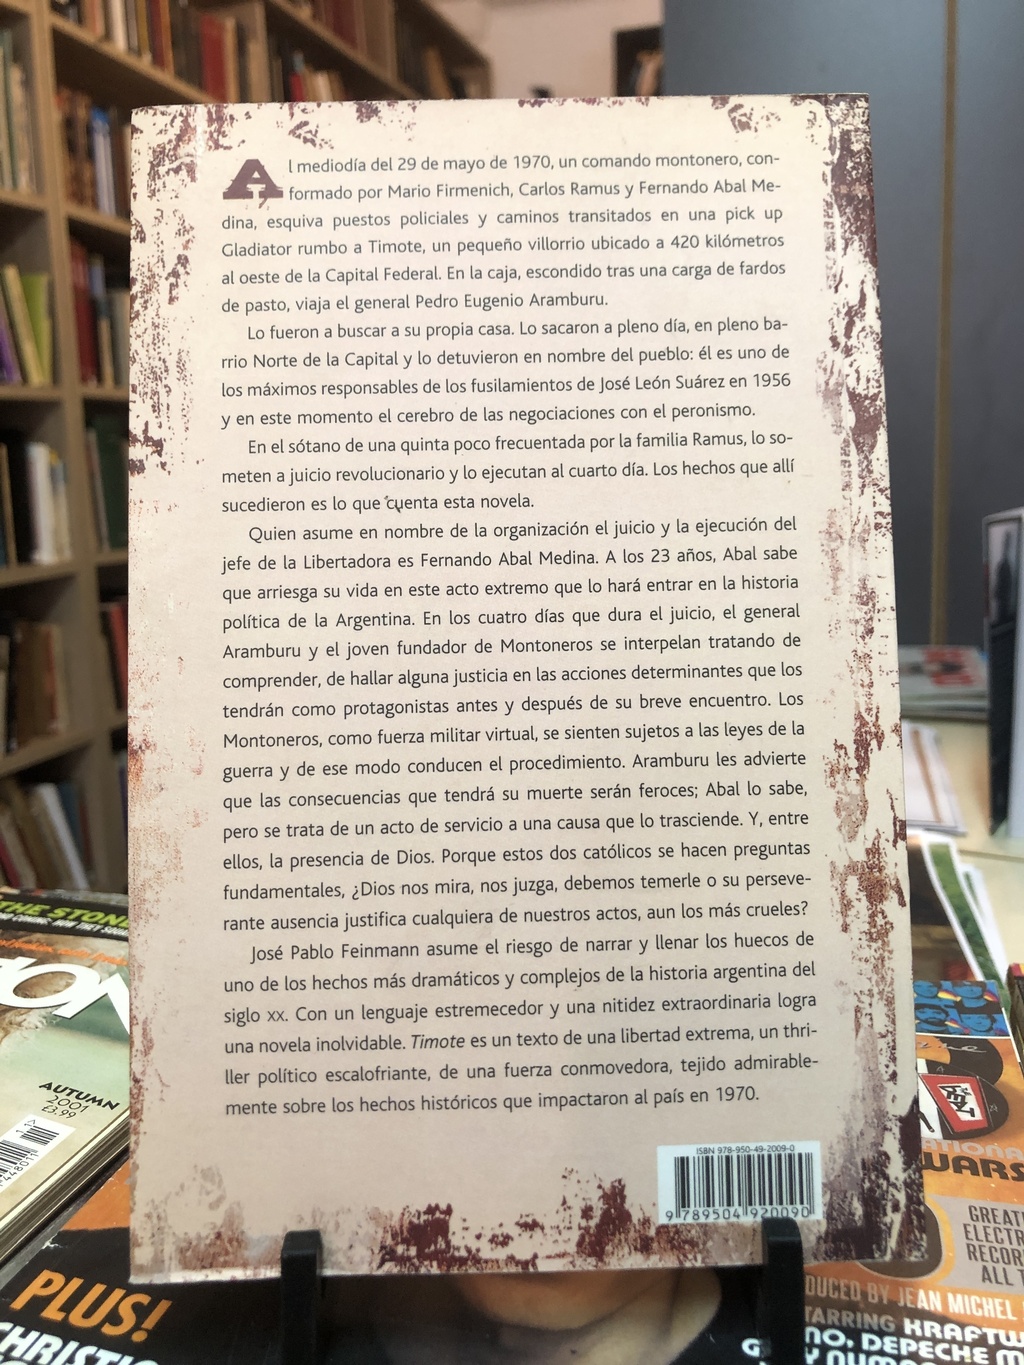 Al mediodía del 29 de mayo de 1970, un comando montonero, con-
formado por Mario Firmenich, Carlos Ramus y Fernando Abal Me-
dina, esquiva puestos policiales y caminos transitados en una pick up
Gladiator rumbo a Timote, un pequeño villorrio ubicado a 420 kilómetros
al oeste de la Capital Federal. En la caja, escondido tras una carga de fardos
de pasto, viaja el general Pedro Eugenio Aramburu.
Lo fueron a buscar a su propia casa. Lo sacaron a pleno día, en pleno ba-
rrio Norte de la Capital y lo detuvieron en nombre del pueblo: él es uno de
los máximos responsables de los fusilamientos de José León Suárez en 1956
y en este momento el cerebro de las negociaciones con el peronismo.
En el sótano de una quinta poco frecuentada por la familia Ramus, lo so-
meten a juicio revolucionario y lo ejecutan al cuarto día. Los hechos que allí
sucedieron es lo que cuenta esta novela.
Quien asume en nombre de la organización el juicio y la ejecución del
jefe de la Libertadora es Fernando Abal Medina. A los 23 años, Abal sabe
que arriesga su vida en este acto extremo que lo hará entrar en la historia
política de la Argentina. En los cuatro días que dura el juicio, el general
Aramburu y el joven fundador de Montoneros se interpelan tratando de
comprender, de hallar alguna justicia en las acciones determinantes que los
tendrán como protagonistas antes y después de su breve encuentro. Los
Montoneros, como fuerza militar virtual, se sienten sujetos a las leyes de la
guerra y de ese modo conducen el procedimiento. Aramburu les advierte
que las consecuencias que tendrá su muerte serán feroces; Abal lo sabe,
pero se trata de un acto de servicio a una causa que lo trasciende. Y, entre
ellos, la presencia de Dios. Porque estos dos católicos se hacen preguntas
fundamentales, ¿Dios nos mira, nos juzga, debemos temerle o su perseve-
rante ausencia justifica cualquiera de nuestros actos, aun los más crueles?
José Pablo Feinmann asume el riesgo de narrar y llenar los huecos de
uno de los hechos más dramáticos y complejos de la historia argentina del
siglo XX. Con un lenguaje estremecedor y una nitidez extraordinaria logra
una novela inolvidable. Timote es un texto de una libertad extrema, un thri-
ller político escalofriante, de una fuerza conmovedora, tejido admirable-
mente sobre los hechos históricos que impactaron al país en 1970.
ISBN 978-950-49-2009-0
9 789504 920090
THE STON
AUTUMN
2001
£3.99
PLUS!
CHRISTI
WARS
GREAT
ELECTR
RECOR
ALL T
DUCED BY JEAN MICHEL
TARRING KRAFTW
NO, DEPECHE M